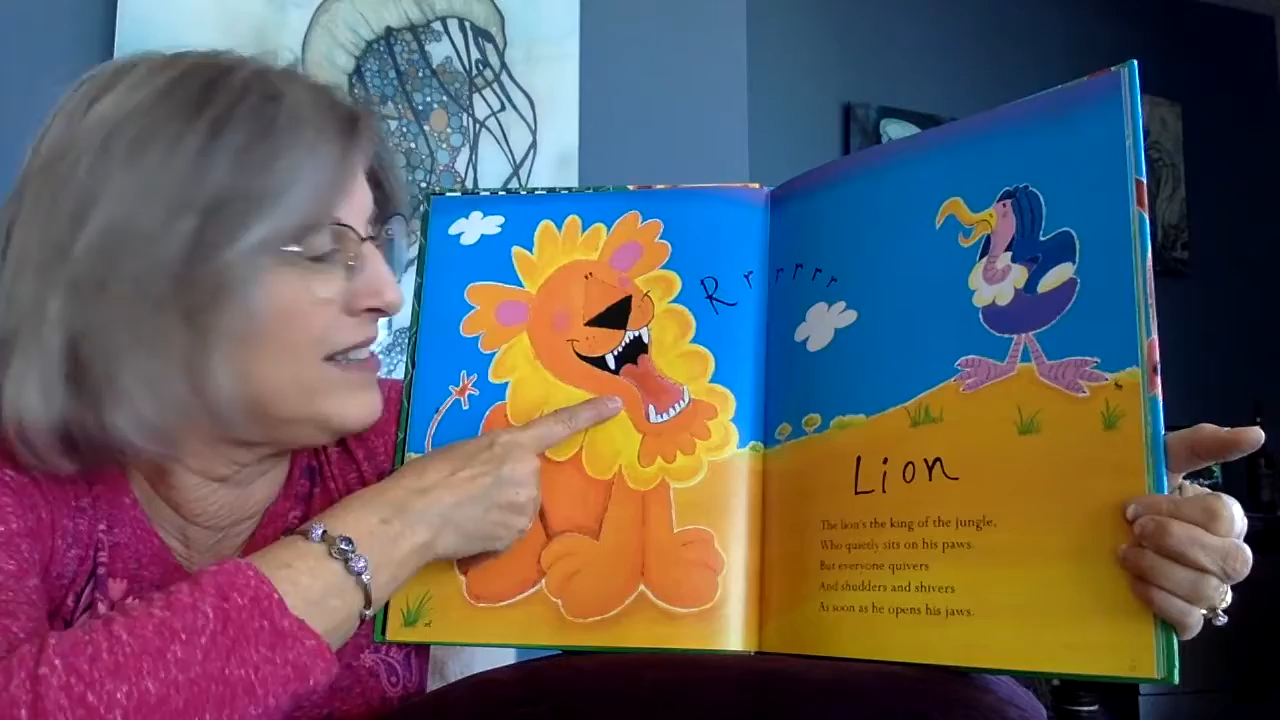 Rrrrrr
Lion
The lion's the king of the jungle,
Who quietly sits on his paws.
But everyone quivers
And shudders and shivers
As soon as he opens his jaws.